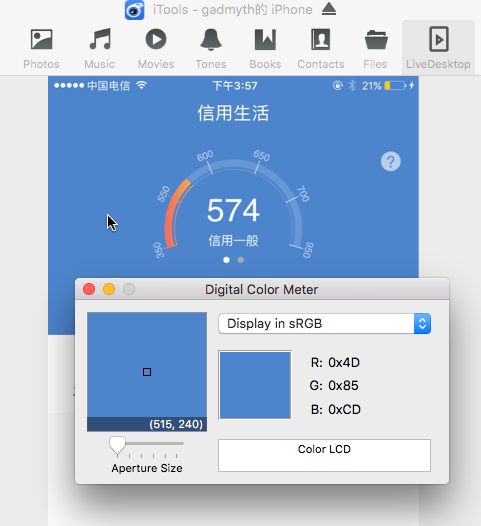 iTools - gadmyth的 iPhone
Photos Music Movies Tones Books Contacts Files LiveDesktop
中国电信 下午3:57 21%
信用生活
350 550 600 650 700 950
?
574
信用一般
Digital Color Meter
Display in sRGB
R: 0x4D
G: 0x85
B: 0xCD
(515, 240)
Aperture Size
Color LCD